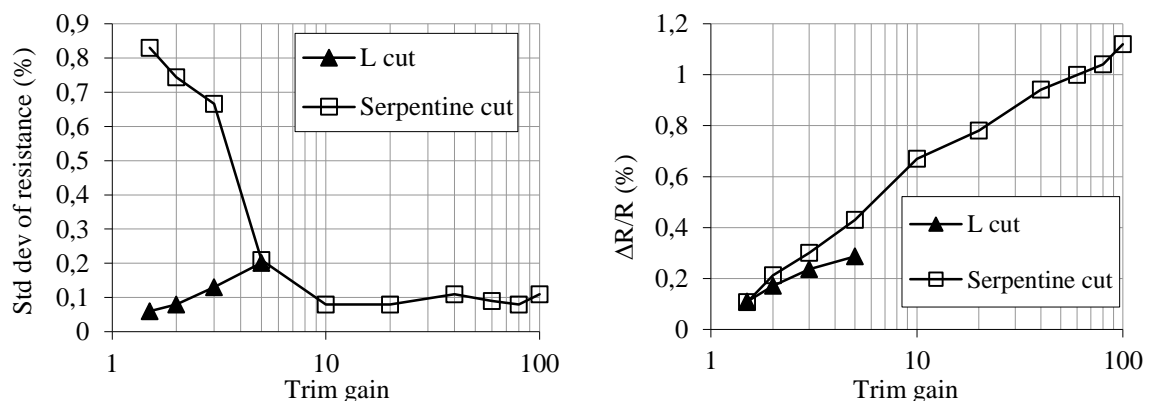 Std dev of resistance (%)
0,9
0,8
0,7
0,6
0,5
0,4
0,3
0,2
0,1
0
1
10
100
Trim gain
L cut
Serpentine cut
ΔR/R (%)
1,2
1
0,8
0,6
0,4
0,2
0
1
10
100
Trim gain
L cut
Serpentine cut